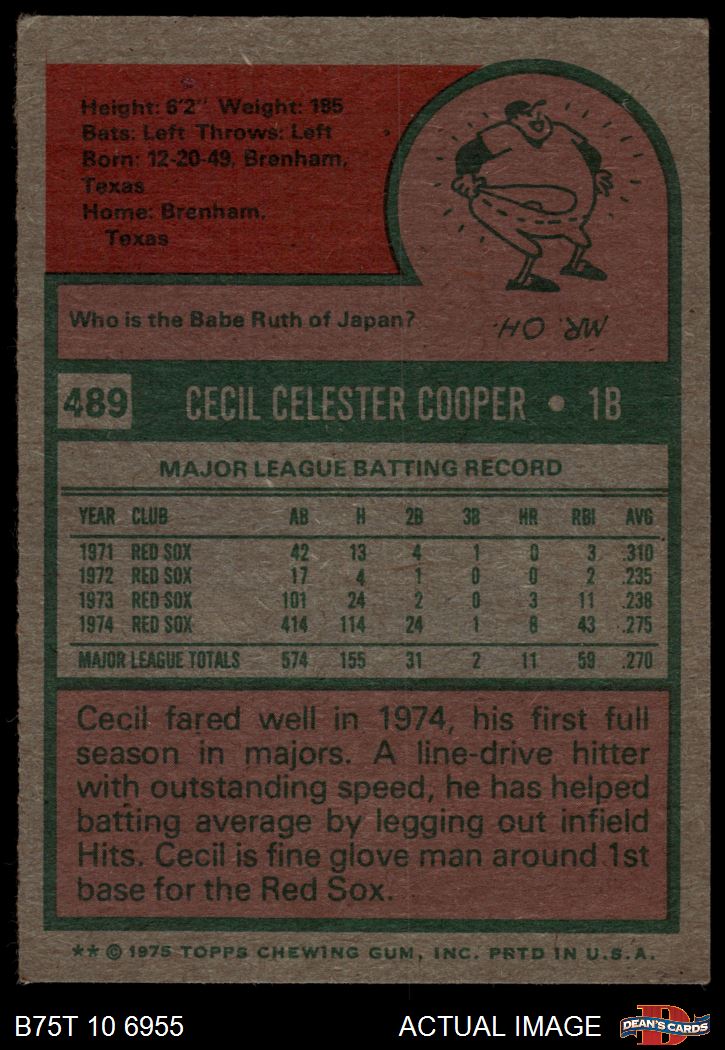 Height: 6'2" Weight: 195
Bats: Left Throws: Left
Born: 12-20-49, Brenham,
Texas
Home: Brenham,
Texas
Who is the Babe Ruth of Japan?
MR. OH.
489 CECIL CELESTER COOPER • 1B
MAJOR LEAGUE BATTING RECORD
YEAR CLUB AB H 2B 3B HR RBI AVG
1971 RED SOX 42 13 4 1 0 3 .310
1972 RED SOX 17 4 1 0 0 2 .235
1973 RED SOX 101 24 2 0 3 11 .238
1974 RED SOX 414 114 24 1 8 43 .275
MAJOR LEAGUE TOTALS 574 155 31 2 11 59 .270
Cecil fared well in 1974, his first full
season in majors. A line-drive hitter
with outstanding speed, he has helped
batting average by legging out infield
Hits. Cecil is fine glove man around 1st
base for the Red Sox.
** © 1975 TOPPS CHEWING GUM, INC. PRTD IN U.S.A.
B75T 10 6955 ACTUAL IMAGE DEAN'S CARDS